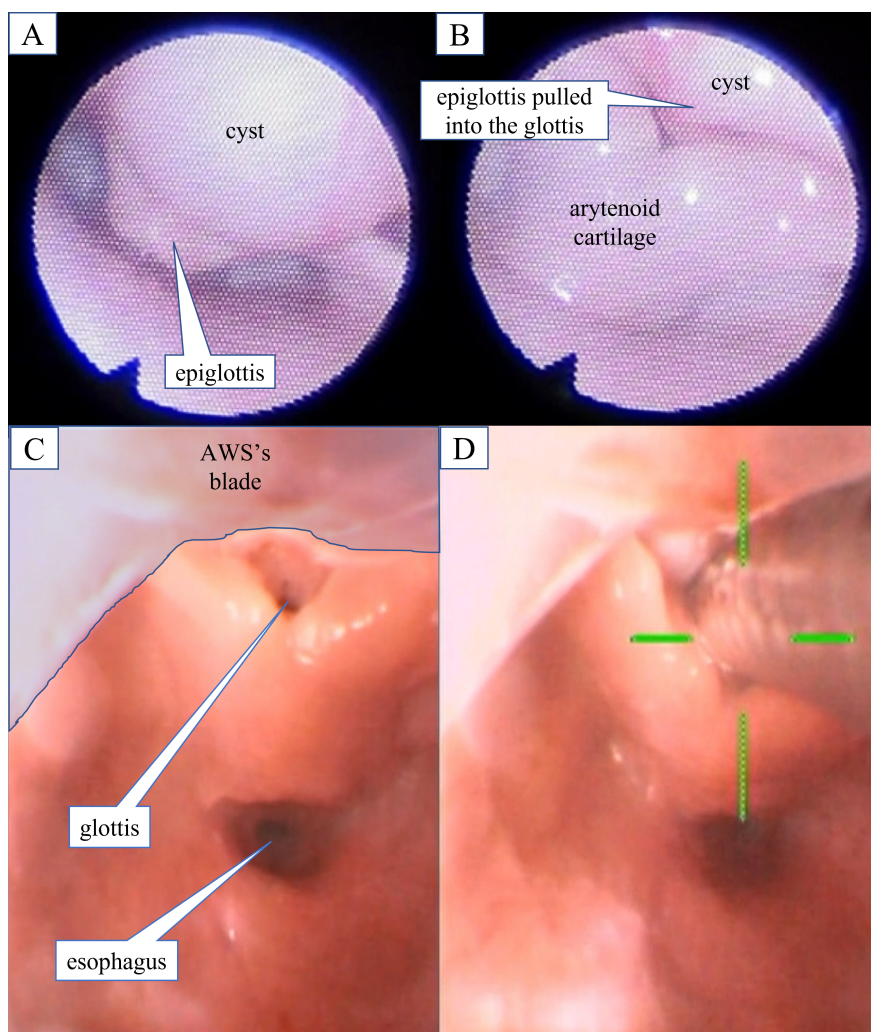 A
cyst
epiglottis
B
cyst
epiglottis pulled
into the glottis
arytenoid
cartilage
C
AWS's
blade
glottis
esophagus
D